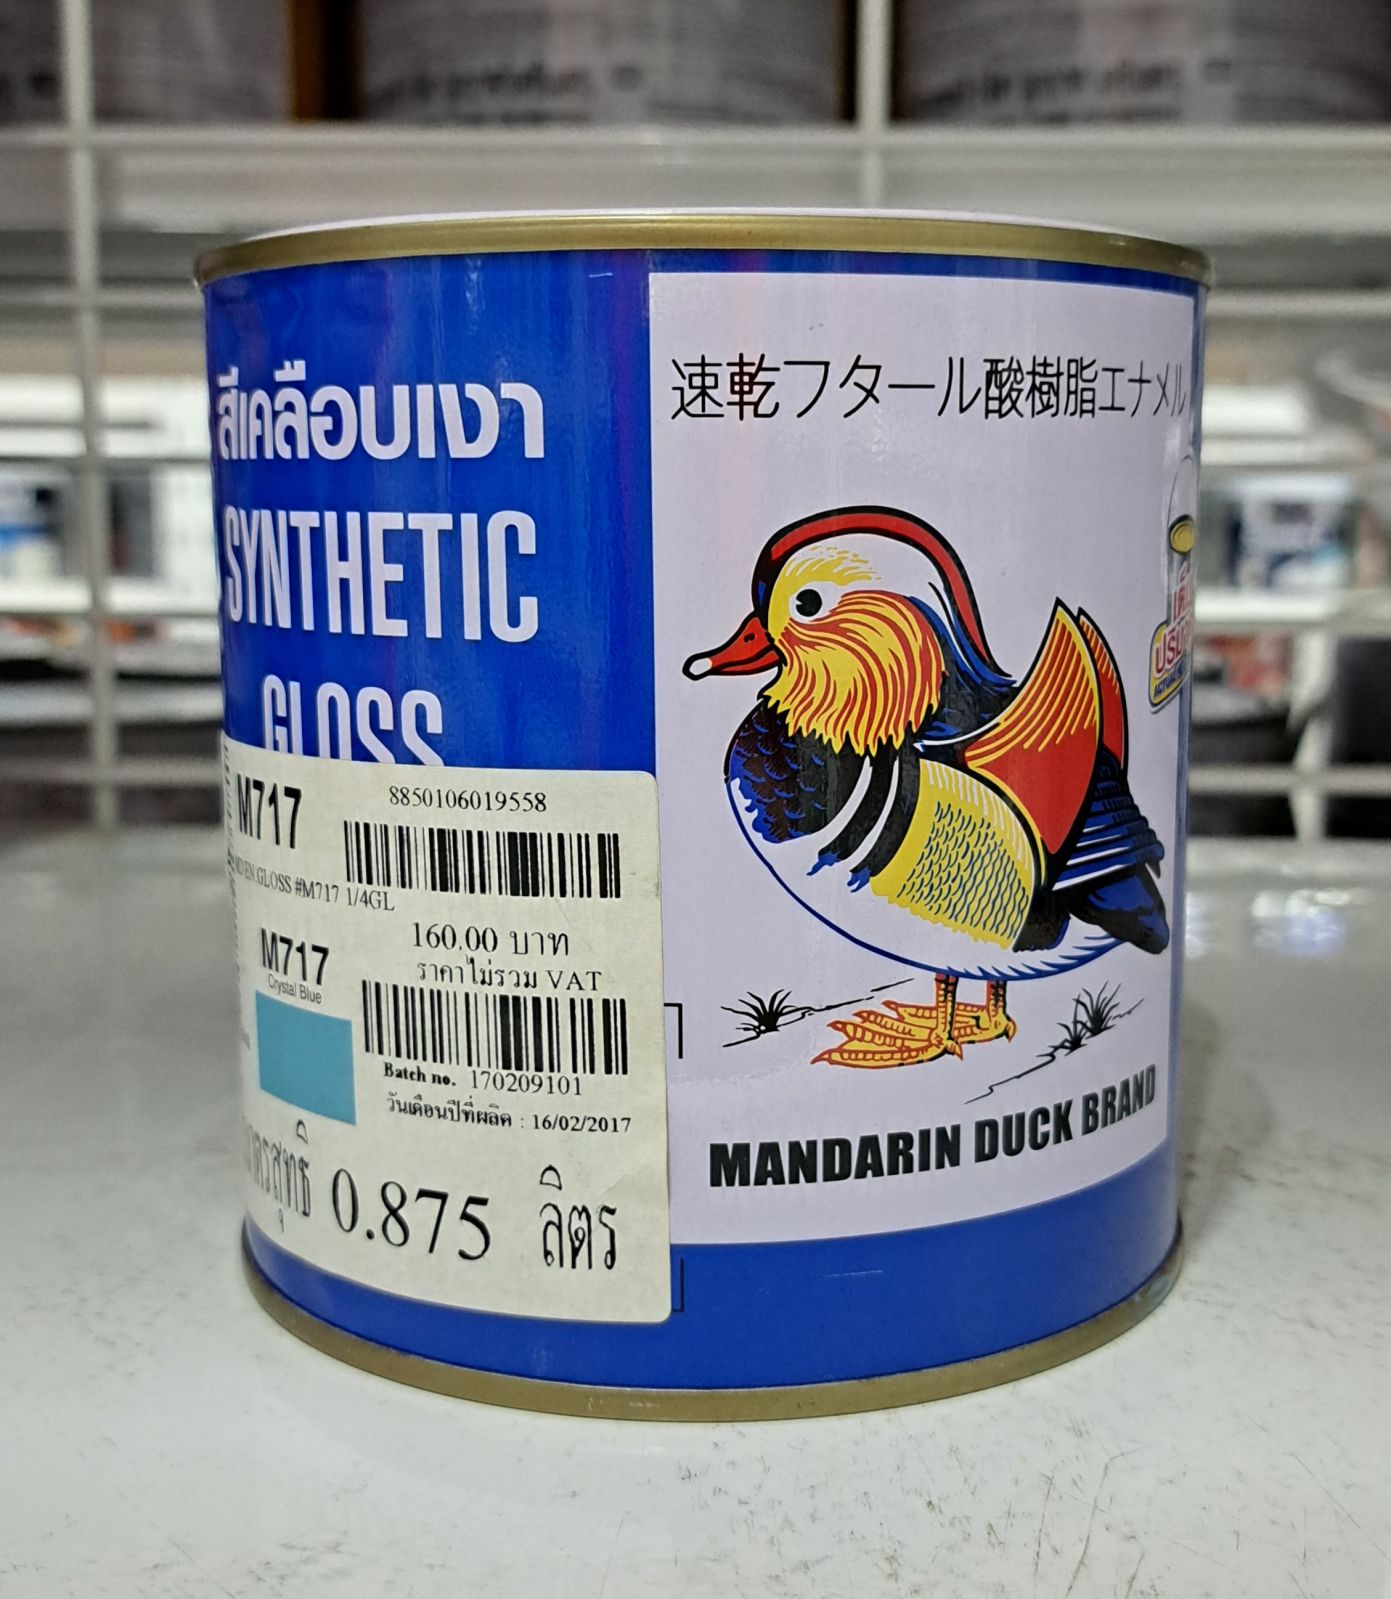 速乾フタール酸樹脂エナメル
สีเคลือบเงา
SYNTHETIC
GLOSS
M717
8850106019558
EN.GLOSS #M717 1/4GL
160.00 บาท
ราคาไม่รวม VAT
M717
Crystal Blue
Batch no. 170209101
วันเดือนปีที่ผลิต : 16/02/2017
0.875 ลิตร
MANDARIN DUCK BRAND